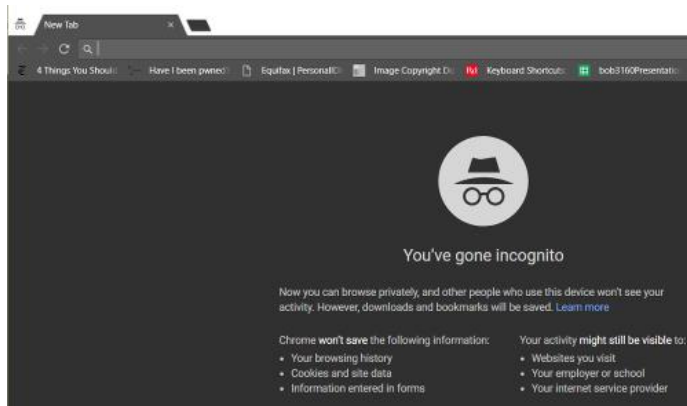 New Tab
4 Things You Should
Have I been pwned?
Equifax | PersonalID
Image Copyright De
Keyboard Shortcuts
bob3160Presentatio
You've gone incognito
Now you can browse privately, and other people who use this device won't see your
activity. However, downloads and bookmarks will be saved. Learn more
Chrome won't save the following information:
• Your browsing history
• Cookies and site data
• Information entered in forms
Your activity might still be visible to:
• Websites you visit
• Your employer or school
• Your internet service provider